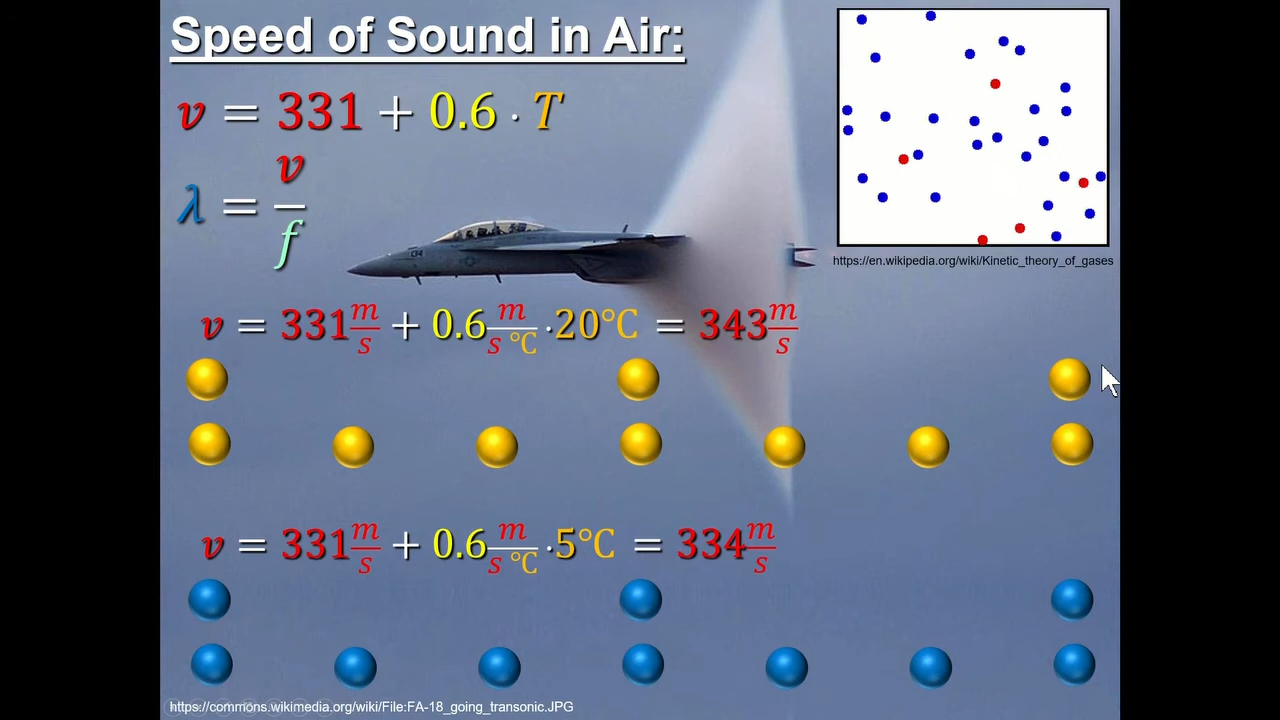 Speed of Sound in Air:
v = 331 + 0.6 · T
λ = v/f
https://en.wikipedia.org/wiki/Kinetic_theory_of_gases
v = 331 m/s + 0.6 m/s °C · 20°C = 343 m/s
v = 331 m/s + 0.6 m/s °C · 5°C = 334 m/s
https://commons.wikimedia.org/wiki/File:FA-18_going_transonic.JPG